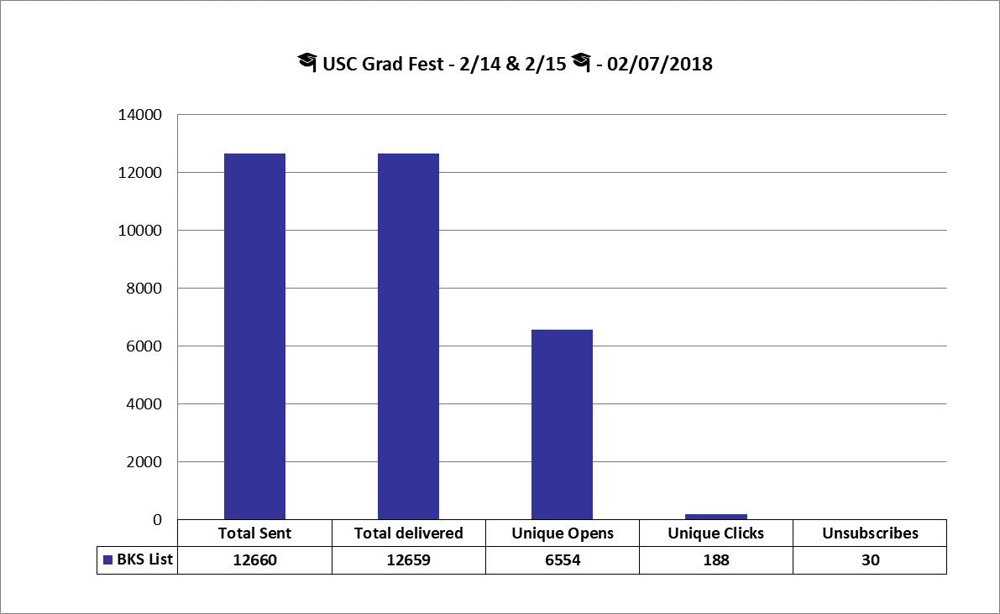 🎓 USC Grad Fest - 2/14 & 2/15 🎓 - 02/07/2018
14000
12000
10000
8000
6000
4000
2000
0
Total Sent Total delivered Unique Opens Unique Clicks Unsubscribes
BKS List 12660 12659 6554 188 30